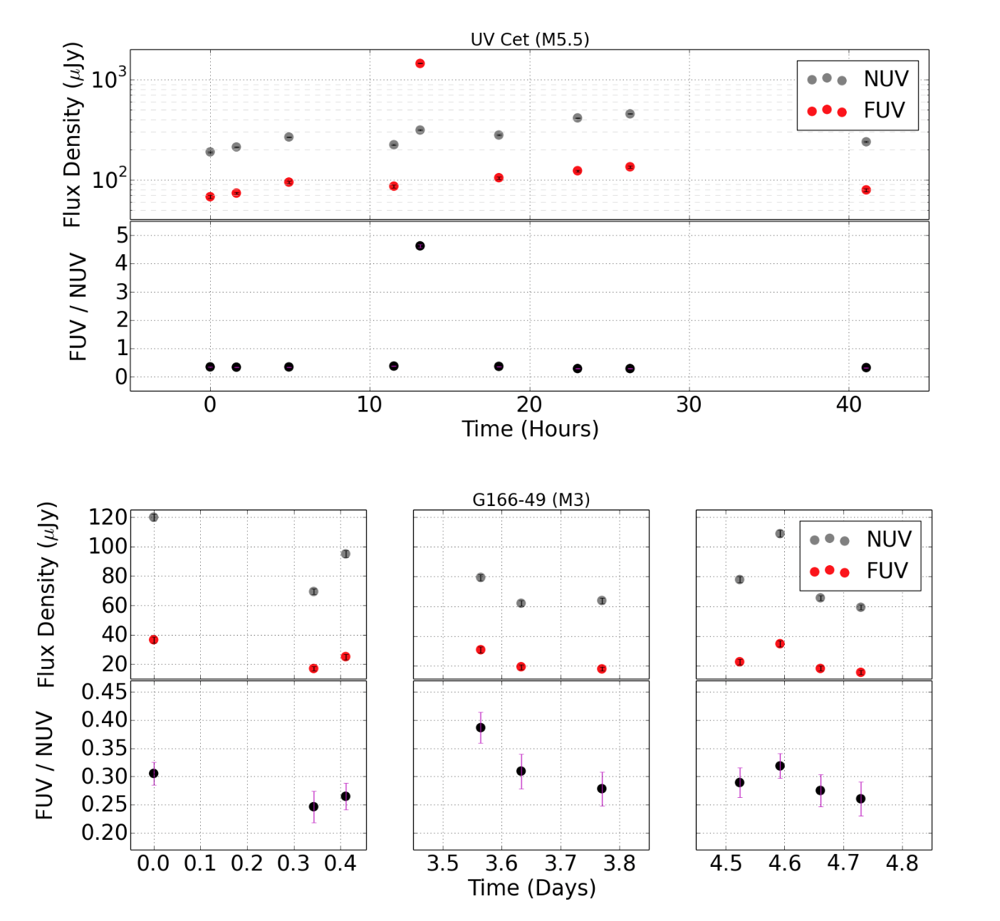 UV Cet (M5.5)
Flux Density (μJy)
10³
10²
NUV
FUV
FUV / NUV
5
4
3
2
1
0
0 10 20 30 40
Time (Hours)
G166-49 (M3)
Flux Density (μJy)
120
100
80
60
40
20
NUV
FUV
FUV / NUV
0.45
0.40
0.35
0.30
0.25
0.20
0.0 0.1 0.2 0.3 0.4 3.5 3.6 3.7 3.8 4.5 4.6 4.7 4.8
Time (Days)